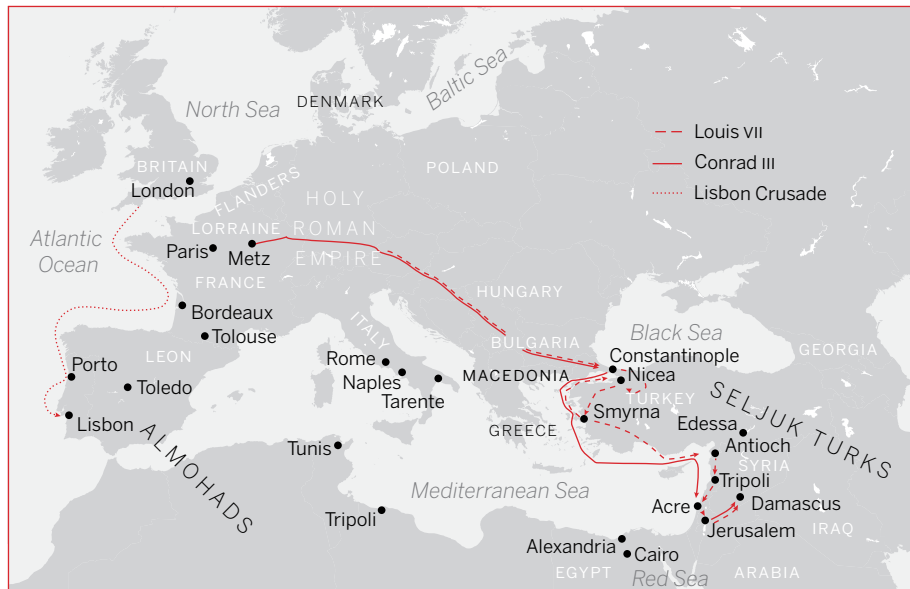 North Sea
DENMARK
Baltic Sea
Louis VII
Conrad III
Lisbon Crusade
BRITAIN
London
FLANDERS
POLAND
HOLY
ROMAN
EMPIRE
LORRAINE
Atlantic
Ocean
Paris
Metz
FRANCE
HUNGARY
Bordeaux
Tolouse
ITALY
BULGARIA
Black Sea
GEORGIA
Porto
LEON
Toledo
Rome
Naples
Tarente
MACEDONIA
Constantinople
Nicea
TURKEY
SELJUK TURKS
Lisbon
ALMOHADS
Tunis
GREECE
Smyrna
Edessa
Antioch
SYRIA
Tripoli
Mediterranean Sea
Tripoli
Acre
Damascus
Jerusalem
IRAQ
Alexandria
Cairo
EGYPT
Red Sea
ARABIA